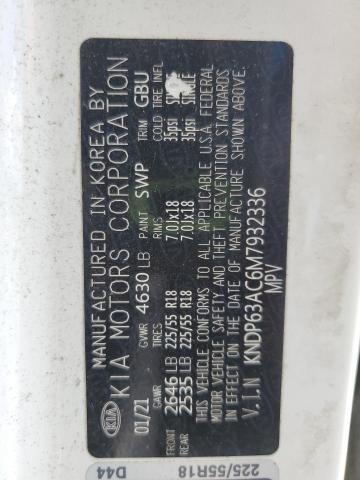 MANUFACTURED IN KOREA BY
KIA MOTORS CORPORATION
KIA
01/21 GVWR 4630 LB PAINT SWP TRIM GBU
GAWR TIRES RIMS COLD TIRE INFL
FRONT 2646 LB 225/55 R18 7.0Jx18 35psi
REAR 2535 LB 225/55 R18 7.0Jx18 35psi SINGLE
THIS VEHICLE CONFORMS TO ALL APPLICABLE U.S.A. FEDERAL
MOTOR VEHICLE SAFETY AND THEFT PREVENTION STANDARDS
IN EFFECT ON THE DATE OF MANUFACTURE SHOWN ABOVE.
V.I.N KNDP63AC6M7932336
MPV
225/55R18
D44